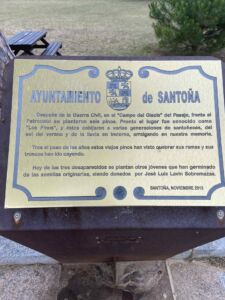 AYUNTAMIENTO de SANTOÑA
Después de la Guerra Civil, en el "Campo del Glacis" del Pasaje, frente al
Patronato se plantaron seis pinos. Pronto el lugar fue conocido como
"Los Pinos", y éstos cobijaron a varias generaciones de santoñeses, del
sol del verano y de la lluvia en invierno, arraigando en nuestra memoria.
Tras el paso de los años estos viejos pinos han visto quebrar sus ramas y sus
troncos han ido cayendo.
Hoy de los tres desaparecidos se plantan otros jóvenes que han germinado
de las semillas originarias, siendo donados por José Luis Lavín Sobremazas.
SANTOÑA, NOVIEMBRE 2013